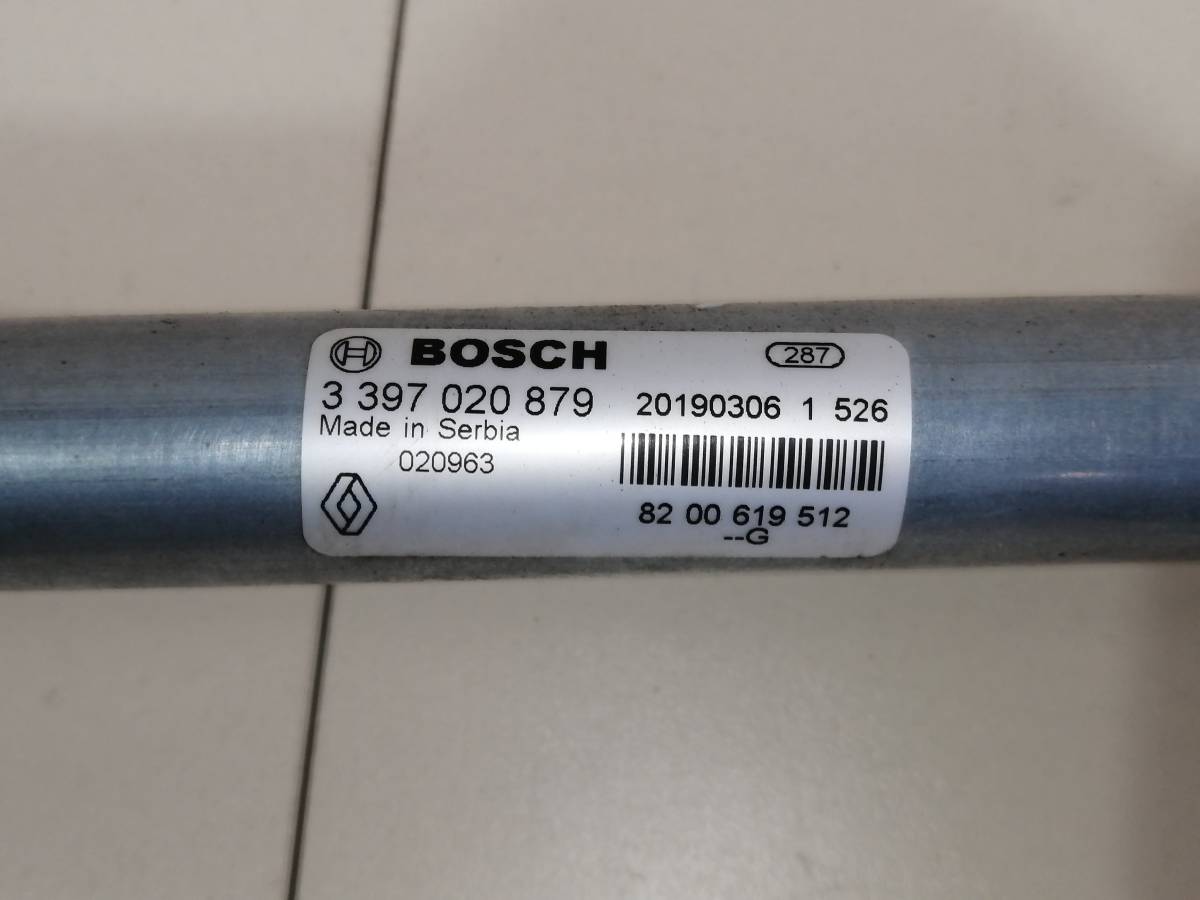 BOSCH 287
3 397 020 879 20190306 1 526
Made in Serbia
020963
82 00 619 512
--G